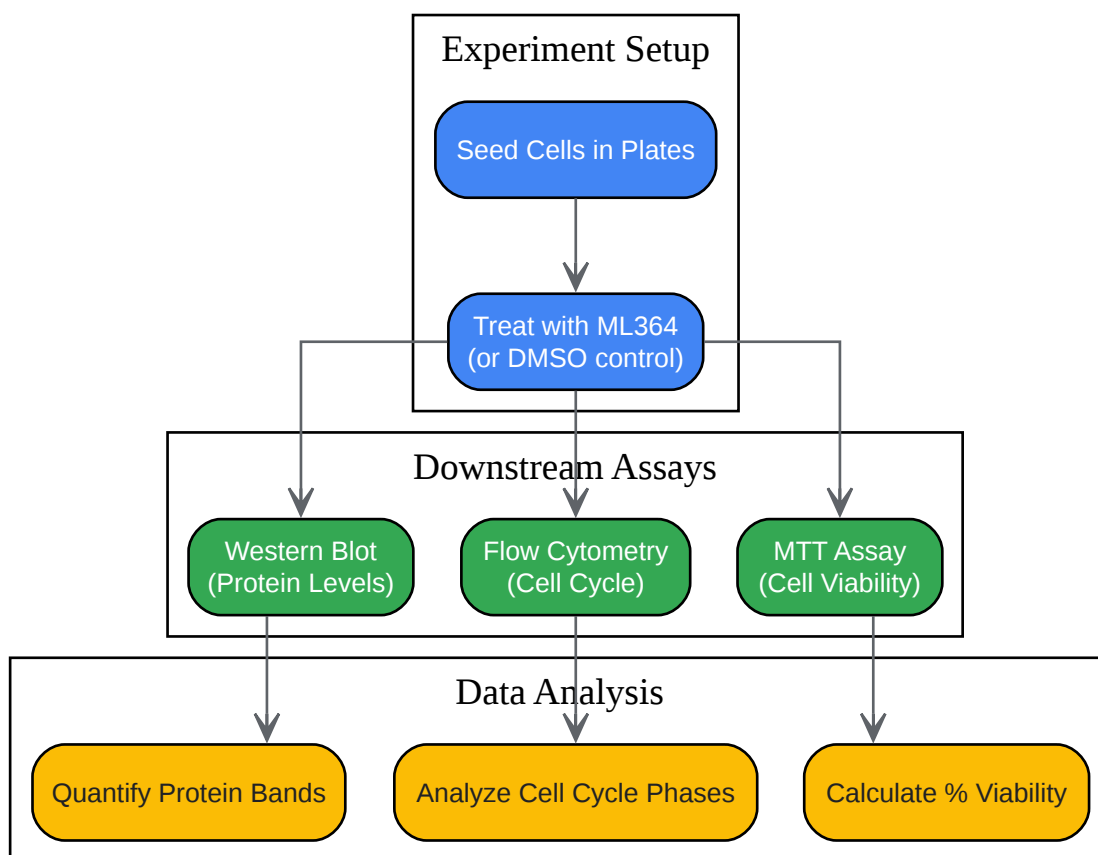 Experiment Setup
Seed Cells in Plates
Treat with ML364
(or DMSO control)
Downstream Assays
Western Blot
(Protein Levels)
Flow Cytometry
(Cell Cycle)
MTT Assay
(Cell Viability)
Data Analysis
Quantify Protein Bands
Analyze Cell Cycle Phases
Calculate % Viability